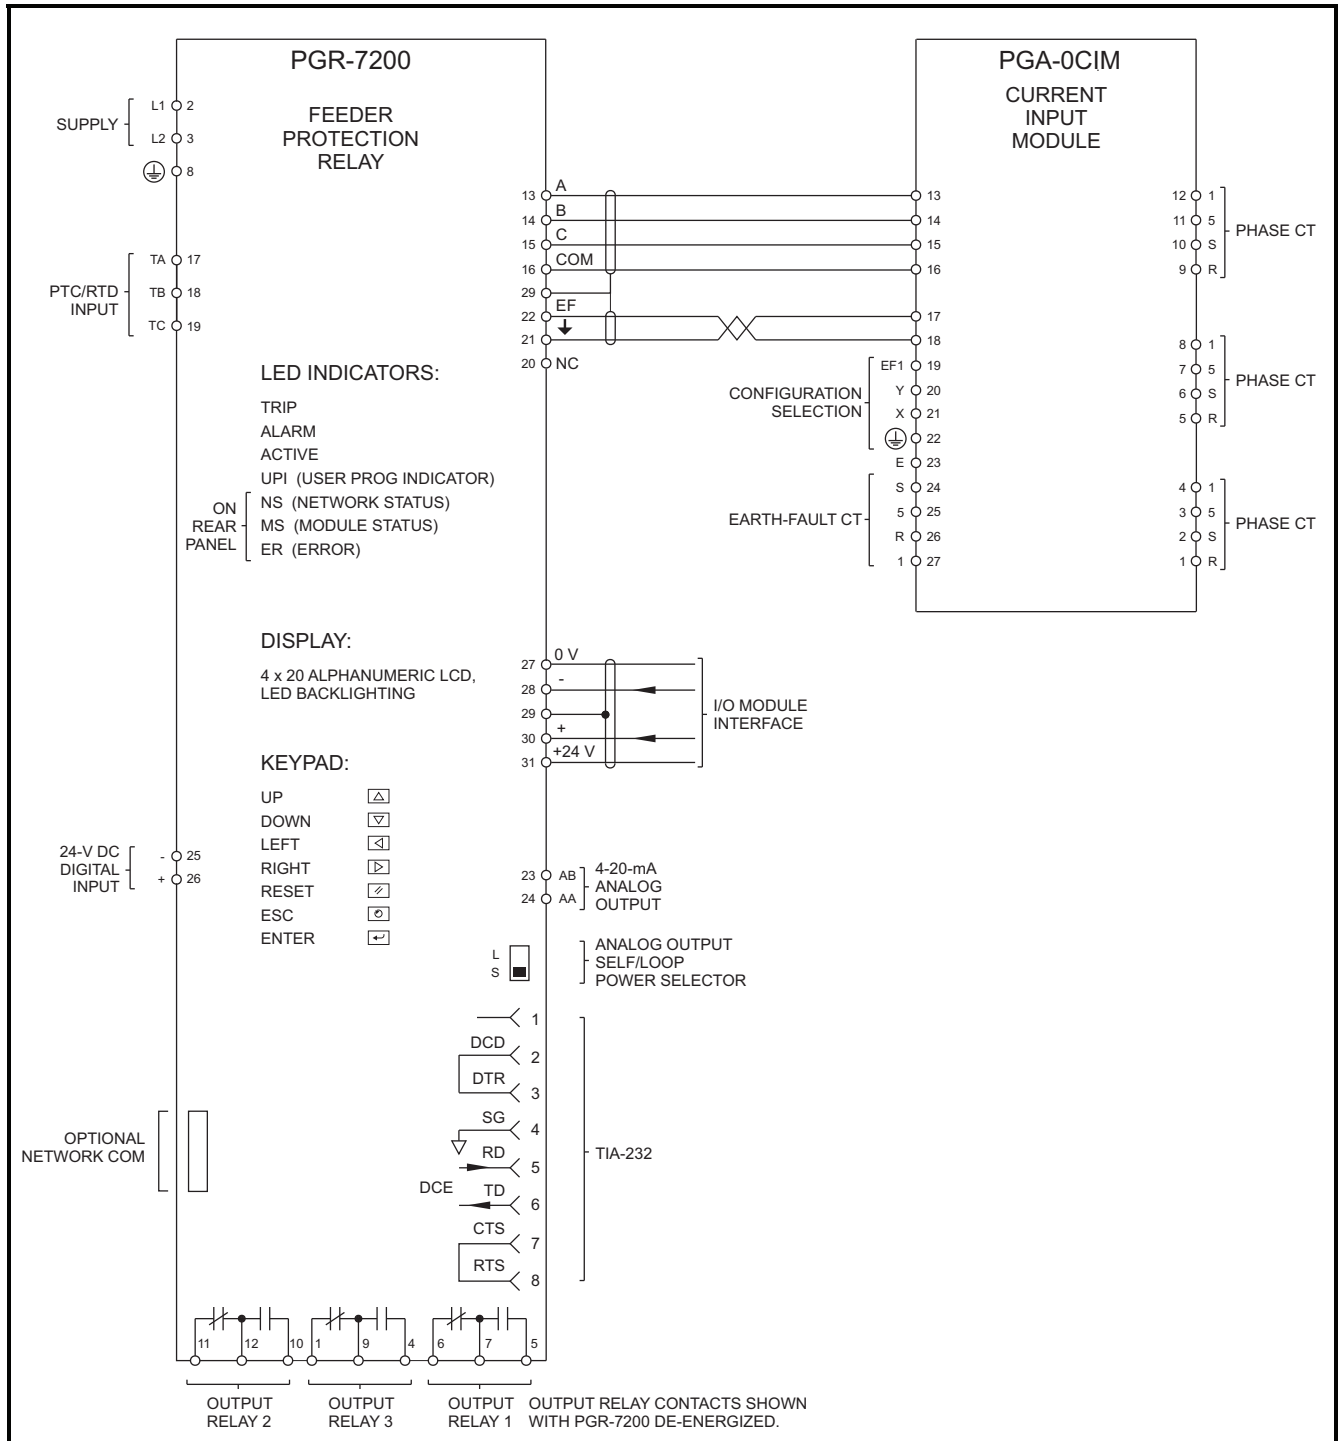 PGR-7200
FEEDER
PROTECTION
RELAY
SUPPLY
L1 2
L2 3
8
PTC/RTD
INPUT
TA 17
TB 18
TC 19
13 A
14 B
15 C
16 COM
29
22 EF
21
20 NC
LED INDICATORS:
TRIP
ALARM
ACTIVE
UPI (USER PROG INDICATOR)
ON
REAR
PANEL
NS (NETWORK STATUS)
MS (MODULE STATUS)
ER (ERROR)
DISPLAY:
4 x 20 ALPHANUMERIC LCD,
LED BACKLIGHTING
27 0 V
28 -
29
30 +
31 +24 V
I/O MODULE
INTERFACE
KEYPAD:
UP
DOWN
LEFT
RIGHT
RESET
ESC
ENTER
24-V DC
DIGITAL
INPUT
- 25
+ 26
23 AB
24 AA
4-20-mA
ANALOG
OUTPUT
L
S
ANALOG OUTPUT
SELF/LOOP
POWER SELECTOR
1
DCD 2
DTR 3
SG 4
RD 5
DCE TD 6
CTS 7
RTS 8
TIA-232
OPTIONAL
NETWORK COM
11 12 10 1 9 4 6 7 5
OUTPUT
RELAY 2
OUTPUT
RELAY 3
OUTPUT
RELAY 1
OUTPUT RELAY CONTACTS SHOWN
WITH PGR-7200 DE-ENERGIZED.
PGA-0CIM
CURRENT
INPUT
MODULE
13
14
15
16
17
18
CONFIGURATION
SELECTION
EF1 19
Y 20
X 21
22
E 23
EARTH-FAULT CT
S 24
5 25
R 26
1 27
12 1
11 5
10 S
9 R
PHASE CT
8 1
7 5
6 S
5 R
PHASE CT
4 1
3 5
2 S
1 R
PHASE CT